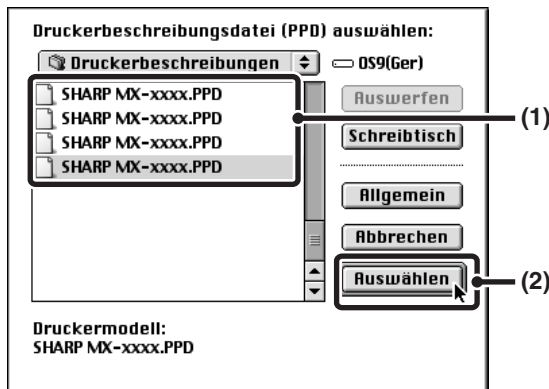 Druckerbeschreibungsdatei (PPD) auswählen:
Druckerbeschreibungen
OS9(Ger)
SHARP MX-xxxx.PPD
SHARP MX-xxxx.PPD
SHARP MX-xxxx.PPD
SHARP MX-xxxx.PPD
Auswerfen
(1)
Schreibtisch
Allgemein
Abbrechen
Auswählen
(2)
Druckermodell:
SHARP MX-xxxx.PPD